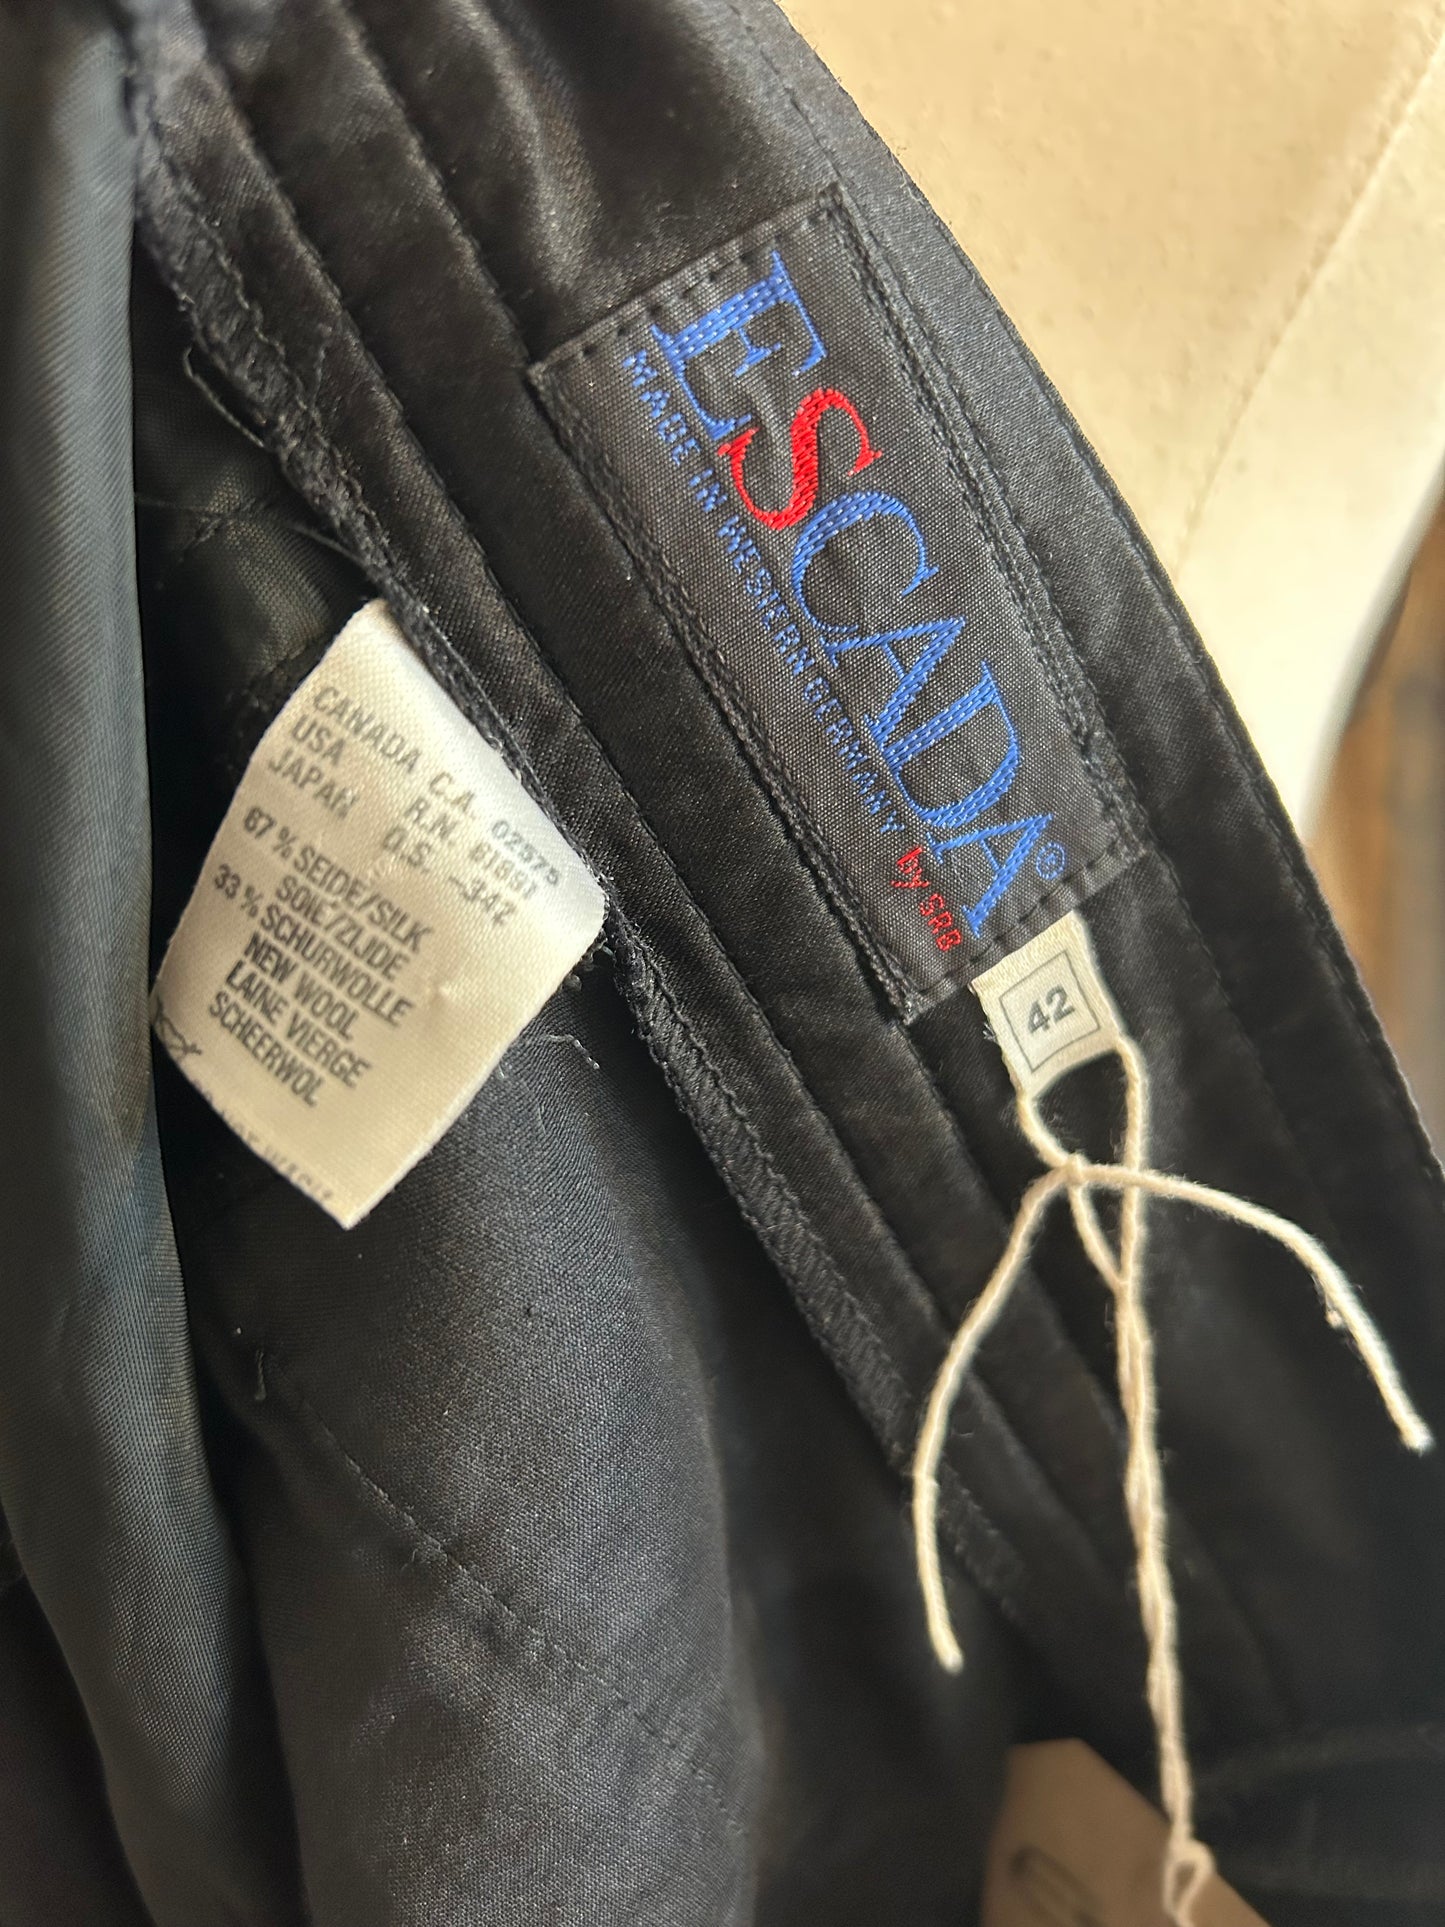 ESCADA®
MADE IN WESTERN GERMANY by SRB
42
CANADA C.A. 02575
USA R.N. 61991
JAPAN O.S. -342
67% SEIDE/SILK
SOIE/ZIJDE
33% SCHURWOLLE
NEW WOOL
LAINE VIERGE
SCHEERWOL